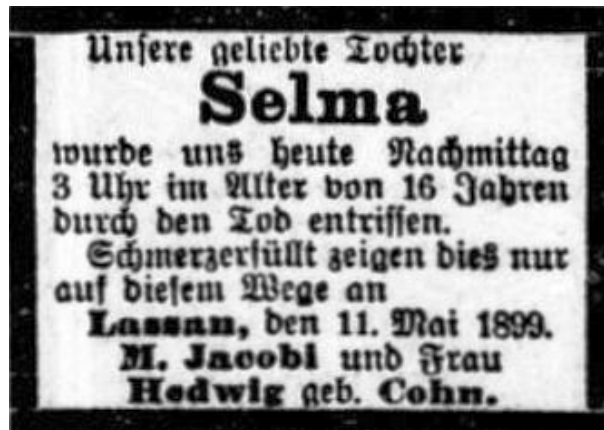 Unsere geliebte Tochter
Selma
wurde uns heute Nachmittag
3 Uhr im Alter von 16 Jahren
durch den Tod entrissen.
Schmerzerfüllt zeigen dies nur
auf diesem Wege an
Lassan, den 11. Mai 1899.
M. Jacobi und Frau
Hedwig geb. Cohn.